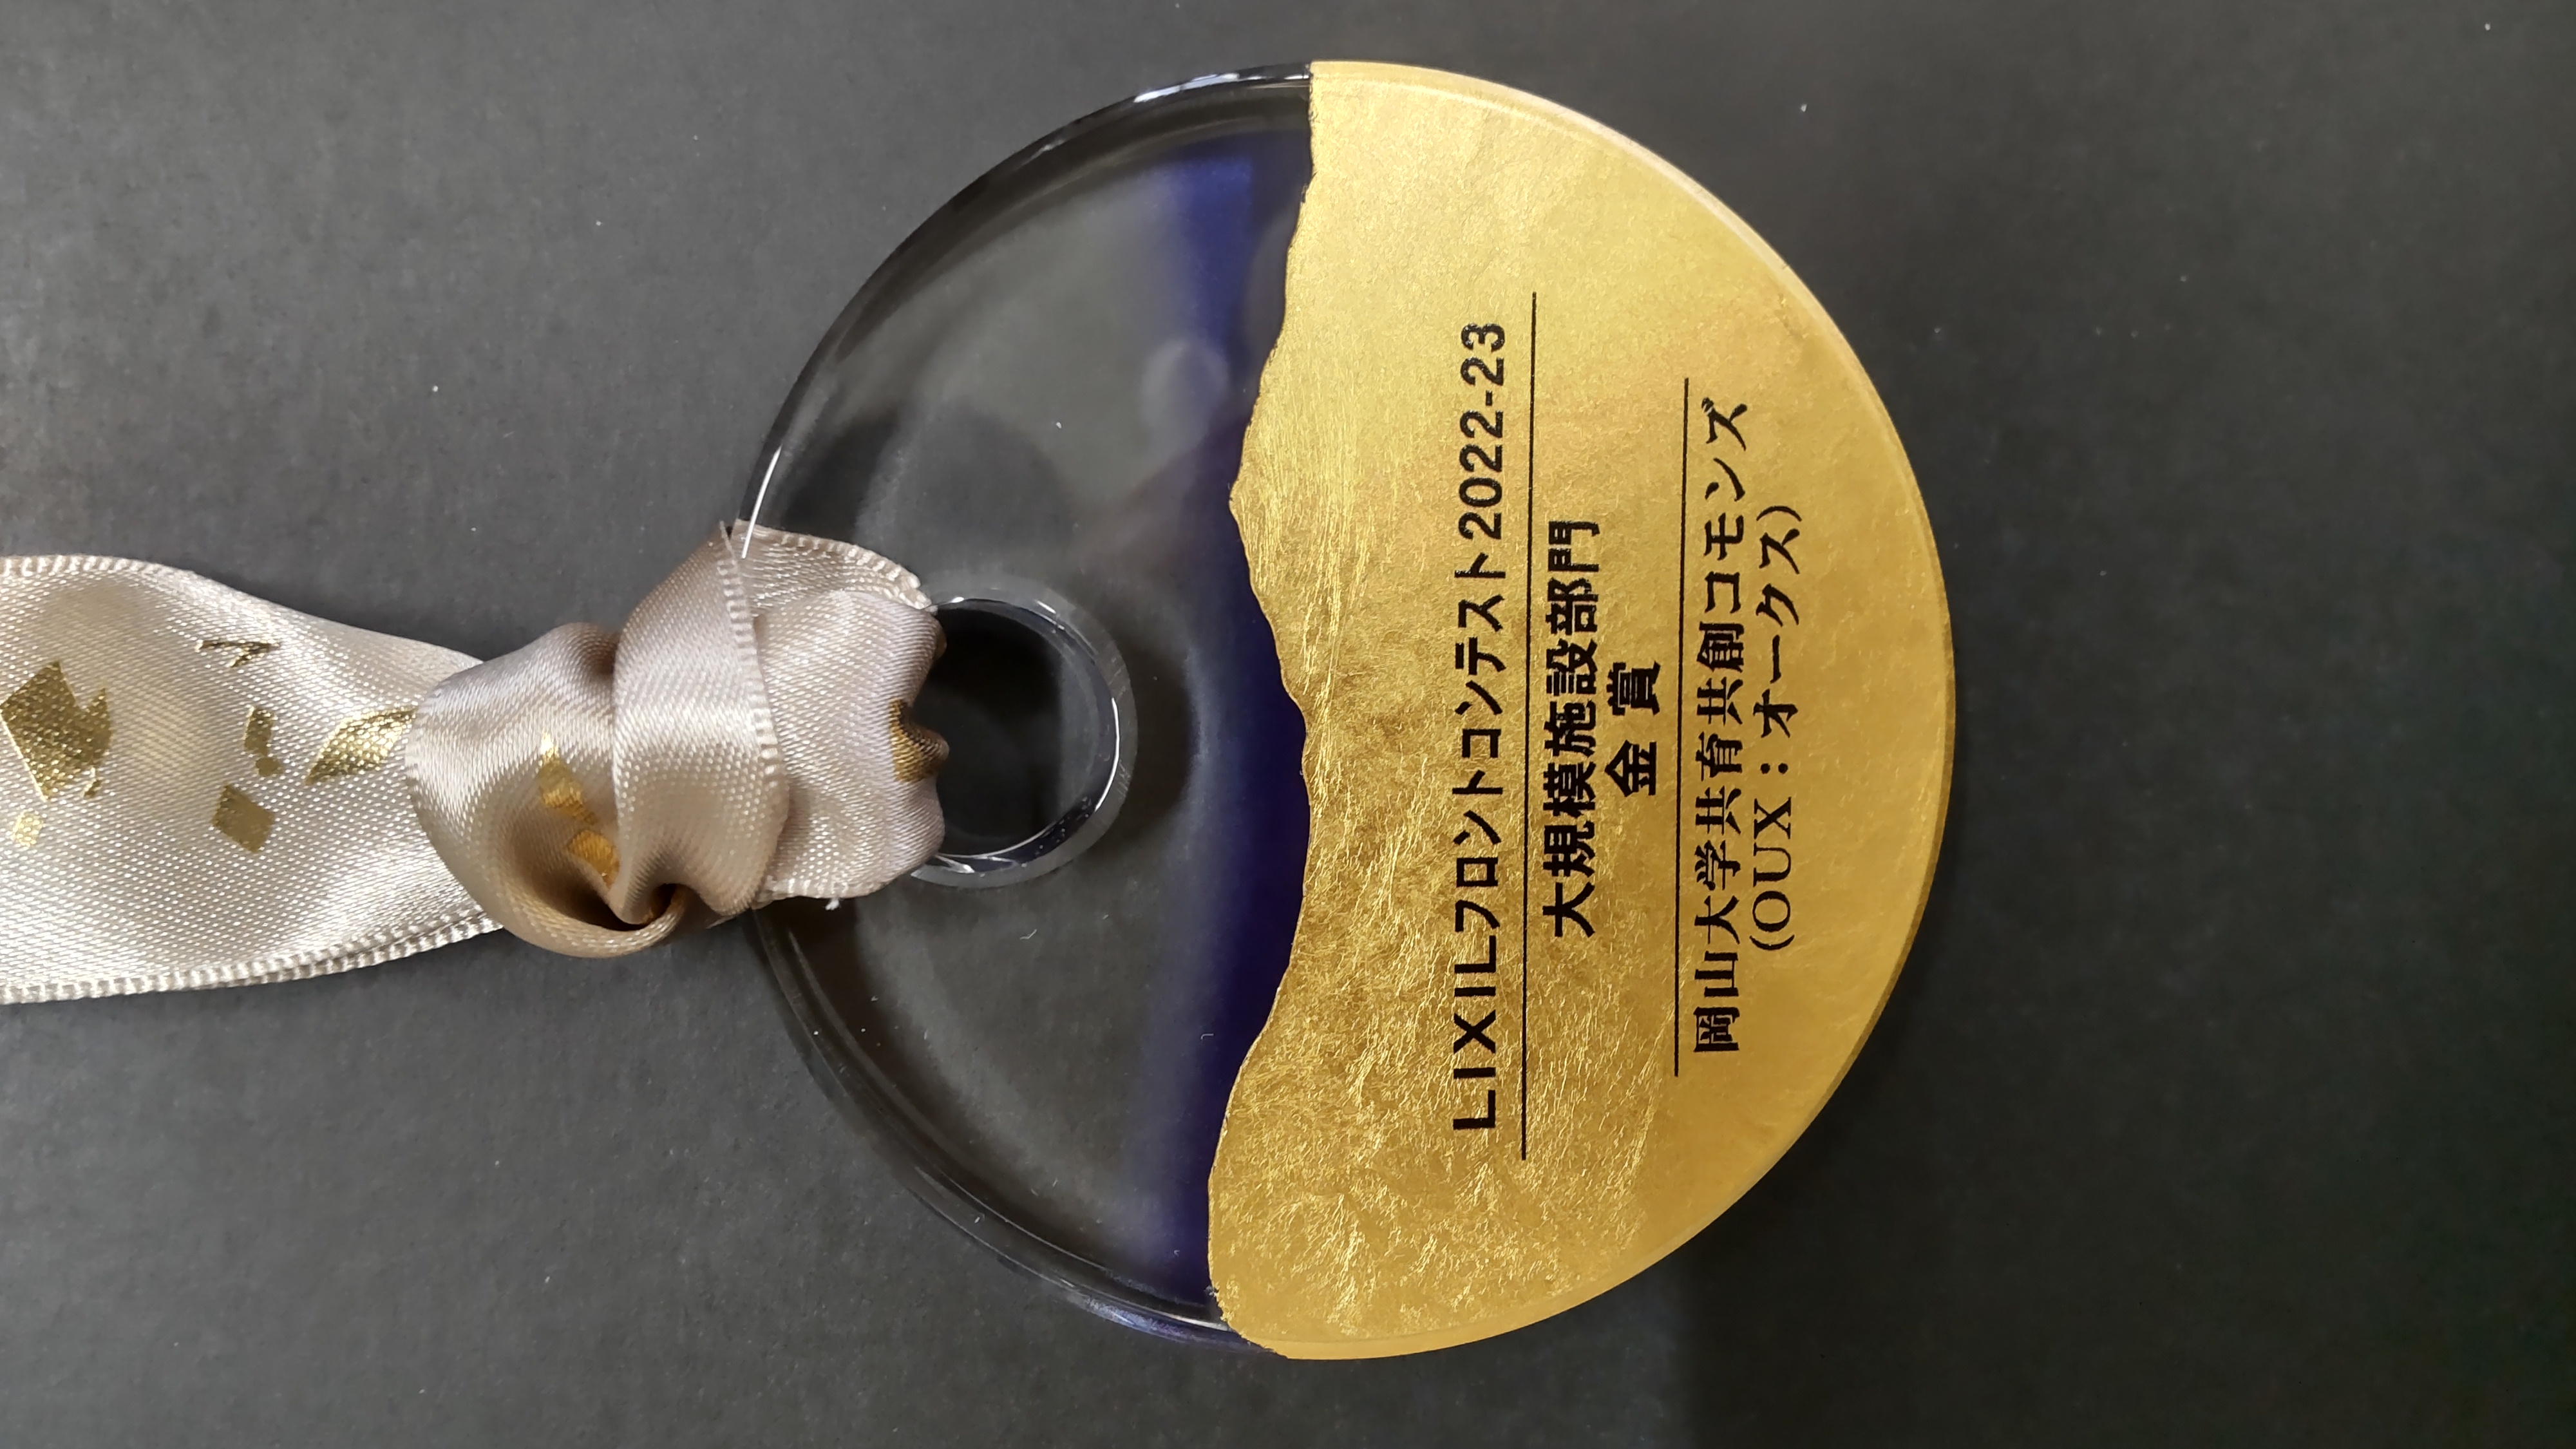 LIXILフロントコンテスト2022-23
大規模施設部門
金賞
岡山大学共育共創コモンズ
(OUX：オークス)